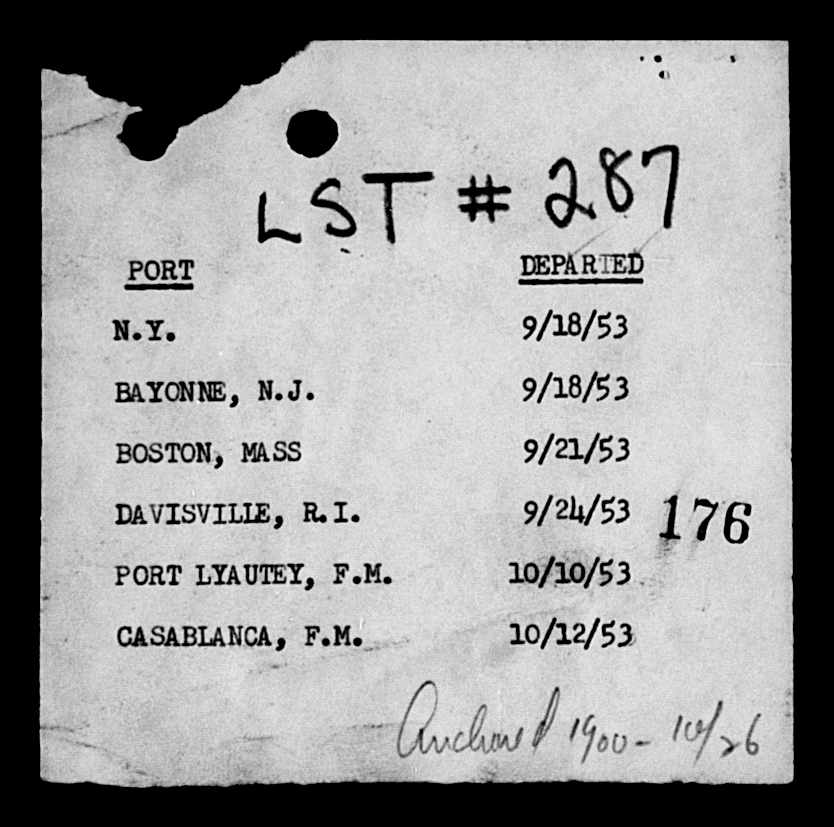 LST # 287
PORT DEPARTED
N.Y. 9/18/53
BAYONNE, N.J. 9/18/53
BOSTON, MASS 9/21/53
DAVISVILLE, R.I. 9/24/53 176
PORT LYAUTEY, F.M. 10/10/53
CASABLANCA, F.M. 10/12/53
Anchored 1900- 10/26